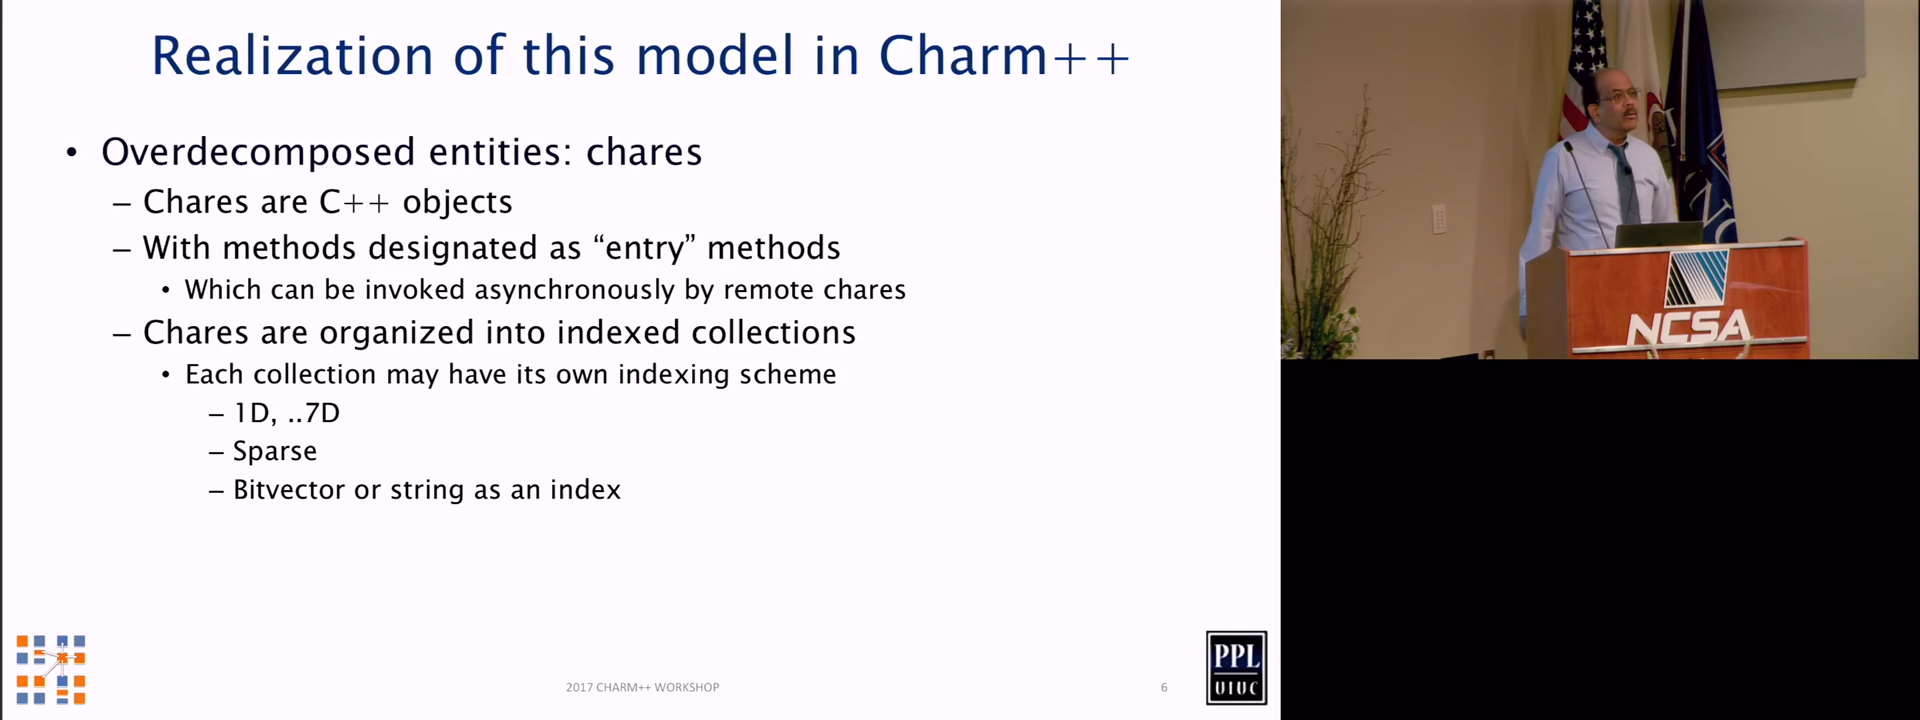 Realization of this model in Charm++
• Overdecomposed entities: chares
– Chares are C++ objects
– With methods designated as “entry” methods
• Which can be invoked asynchronously by remote chares
– Chares are organized into indexed collections
• Each collection may have its own indexing scheme
– 1D, ..7D
– Sparse
– Bitvector or string as an index
2017 CHARM++ WORKSHOP
6
PPL
UIUC
NCSA